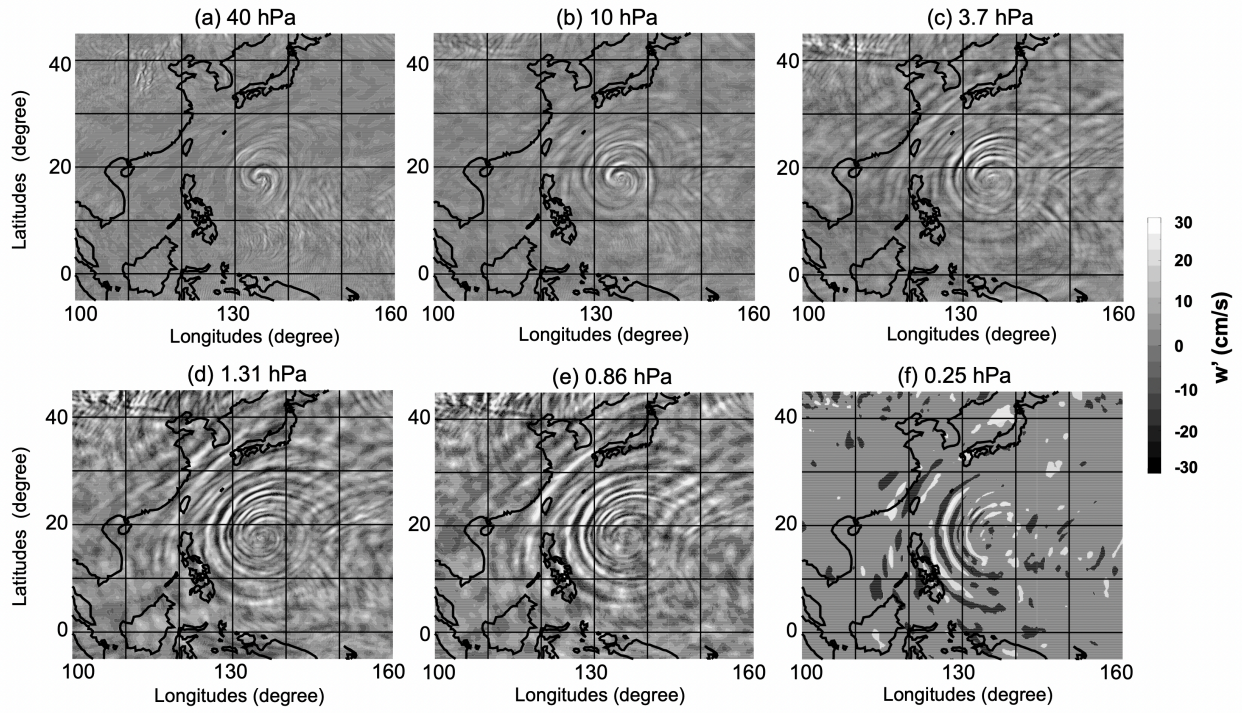 (a) 40 hPa
(b) 10 hPa
(c) 3.7 hPa
Latitudes (degree)
40
20
0
100
130
160
Longitudes (degree)
40
20
0
100
130
160
Longitudes (degree)
40
20
0
100
130
160
Longitudes (degree)
30
20
10
0
-10
-20
-30
w' (cm/s)
(d) 1.31 hPa
(e) 0.86 hPa
(f) 0.25 hPa
Latitudes (degree)
40
20
0
100
130
160
Longitudes (degree)
40
20
0
100
130
160
Longitudes (degree)
40
20
0
100
130
160
Longitudes (degree)